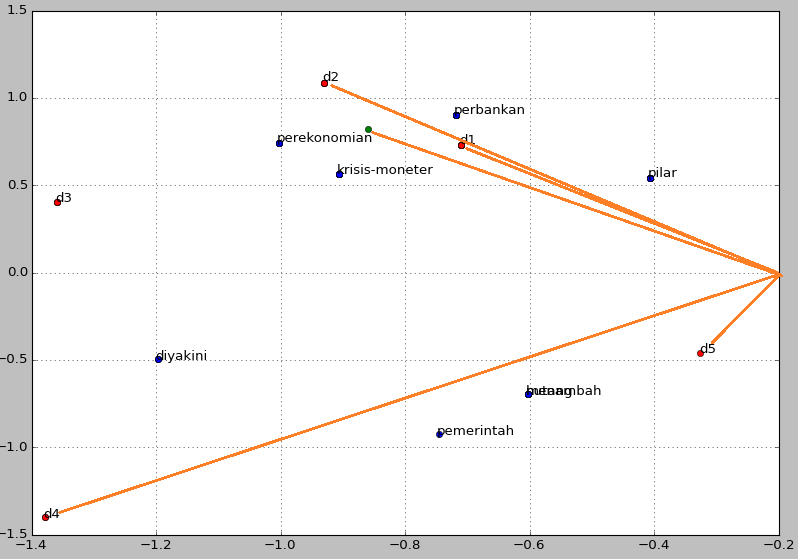 1.5
d2
1.0
perbankan
perekonomian
d1
krisis-moneter
pilar
0.5
d3
0.0
d5
diyakini
−0.5
pemerintah
−1.0
d4
−1.5
−1.4 −1.2 −1.0 −0.8 −0.6 −0.4 −0.2